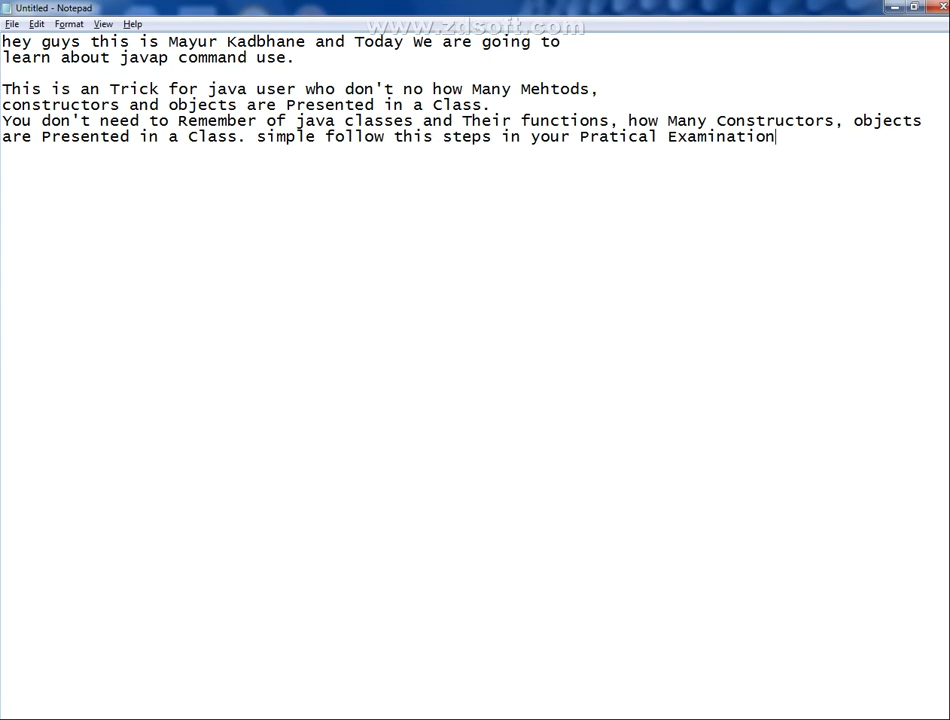 Untitled - Notepad
www.zdsoft.com
File Edit Format View Help
hey guys this is Mayur Kadbhane and Today We are going to
learn about javap command use.
This is an Trick for java user who don't no how Many Mehtods,
constructors and objects are Presented in a Class.
You don't need to Remember of java classes and Their functions, how Many Constructors, objects
are Presented in a Class. simple follow this steps in your Pratical Examination